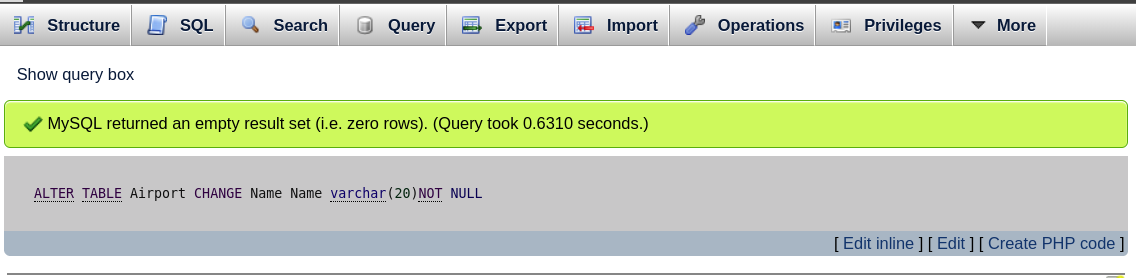 Structure SQL Search Query Export Import Operations Privileges More
Show query box
MySQL returned an empty result set (i.e. zero rows). (Query took 0.6310 seconds.)
ALTER TABLE Airport CHANGE Name Name varchar(20)NOT NULL
[ Edit inline ] [ Edit ] [ Create PHP code ]